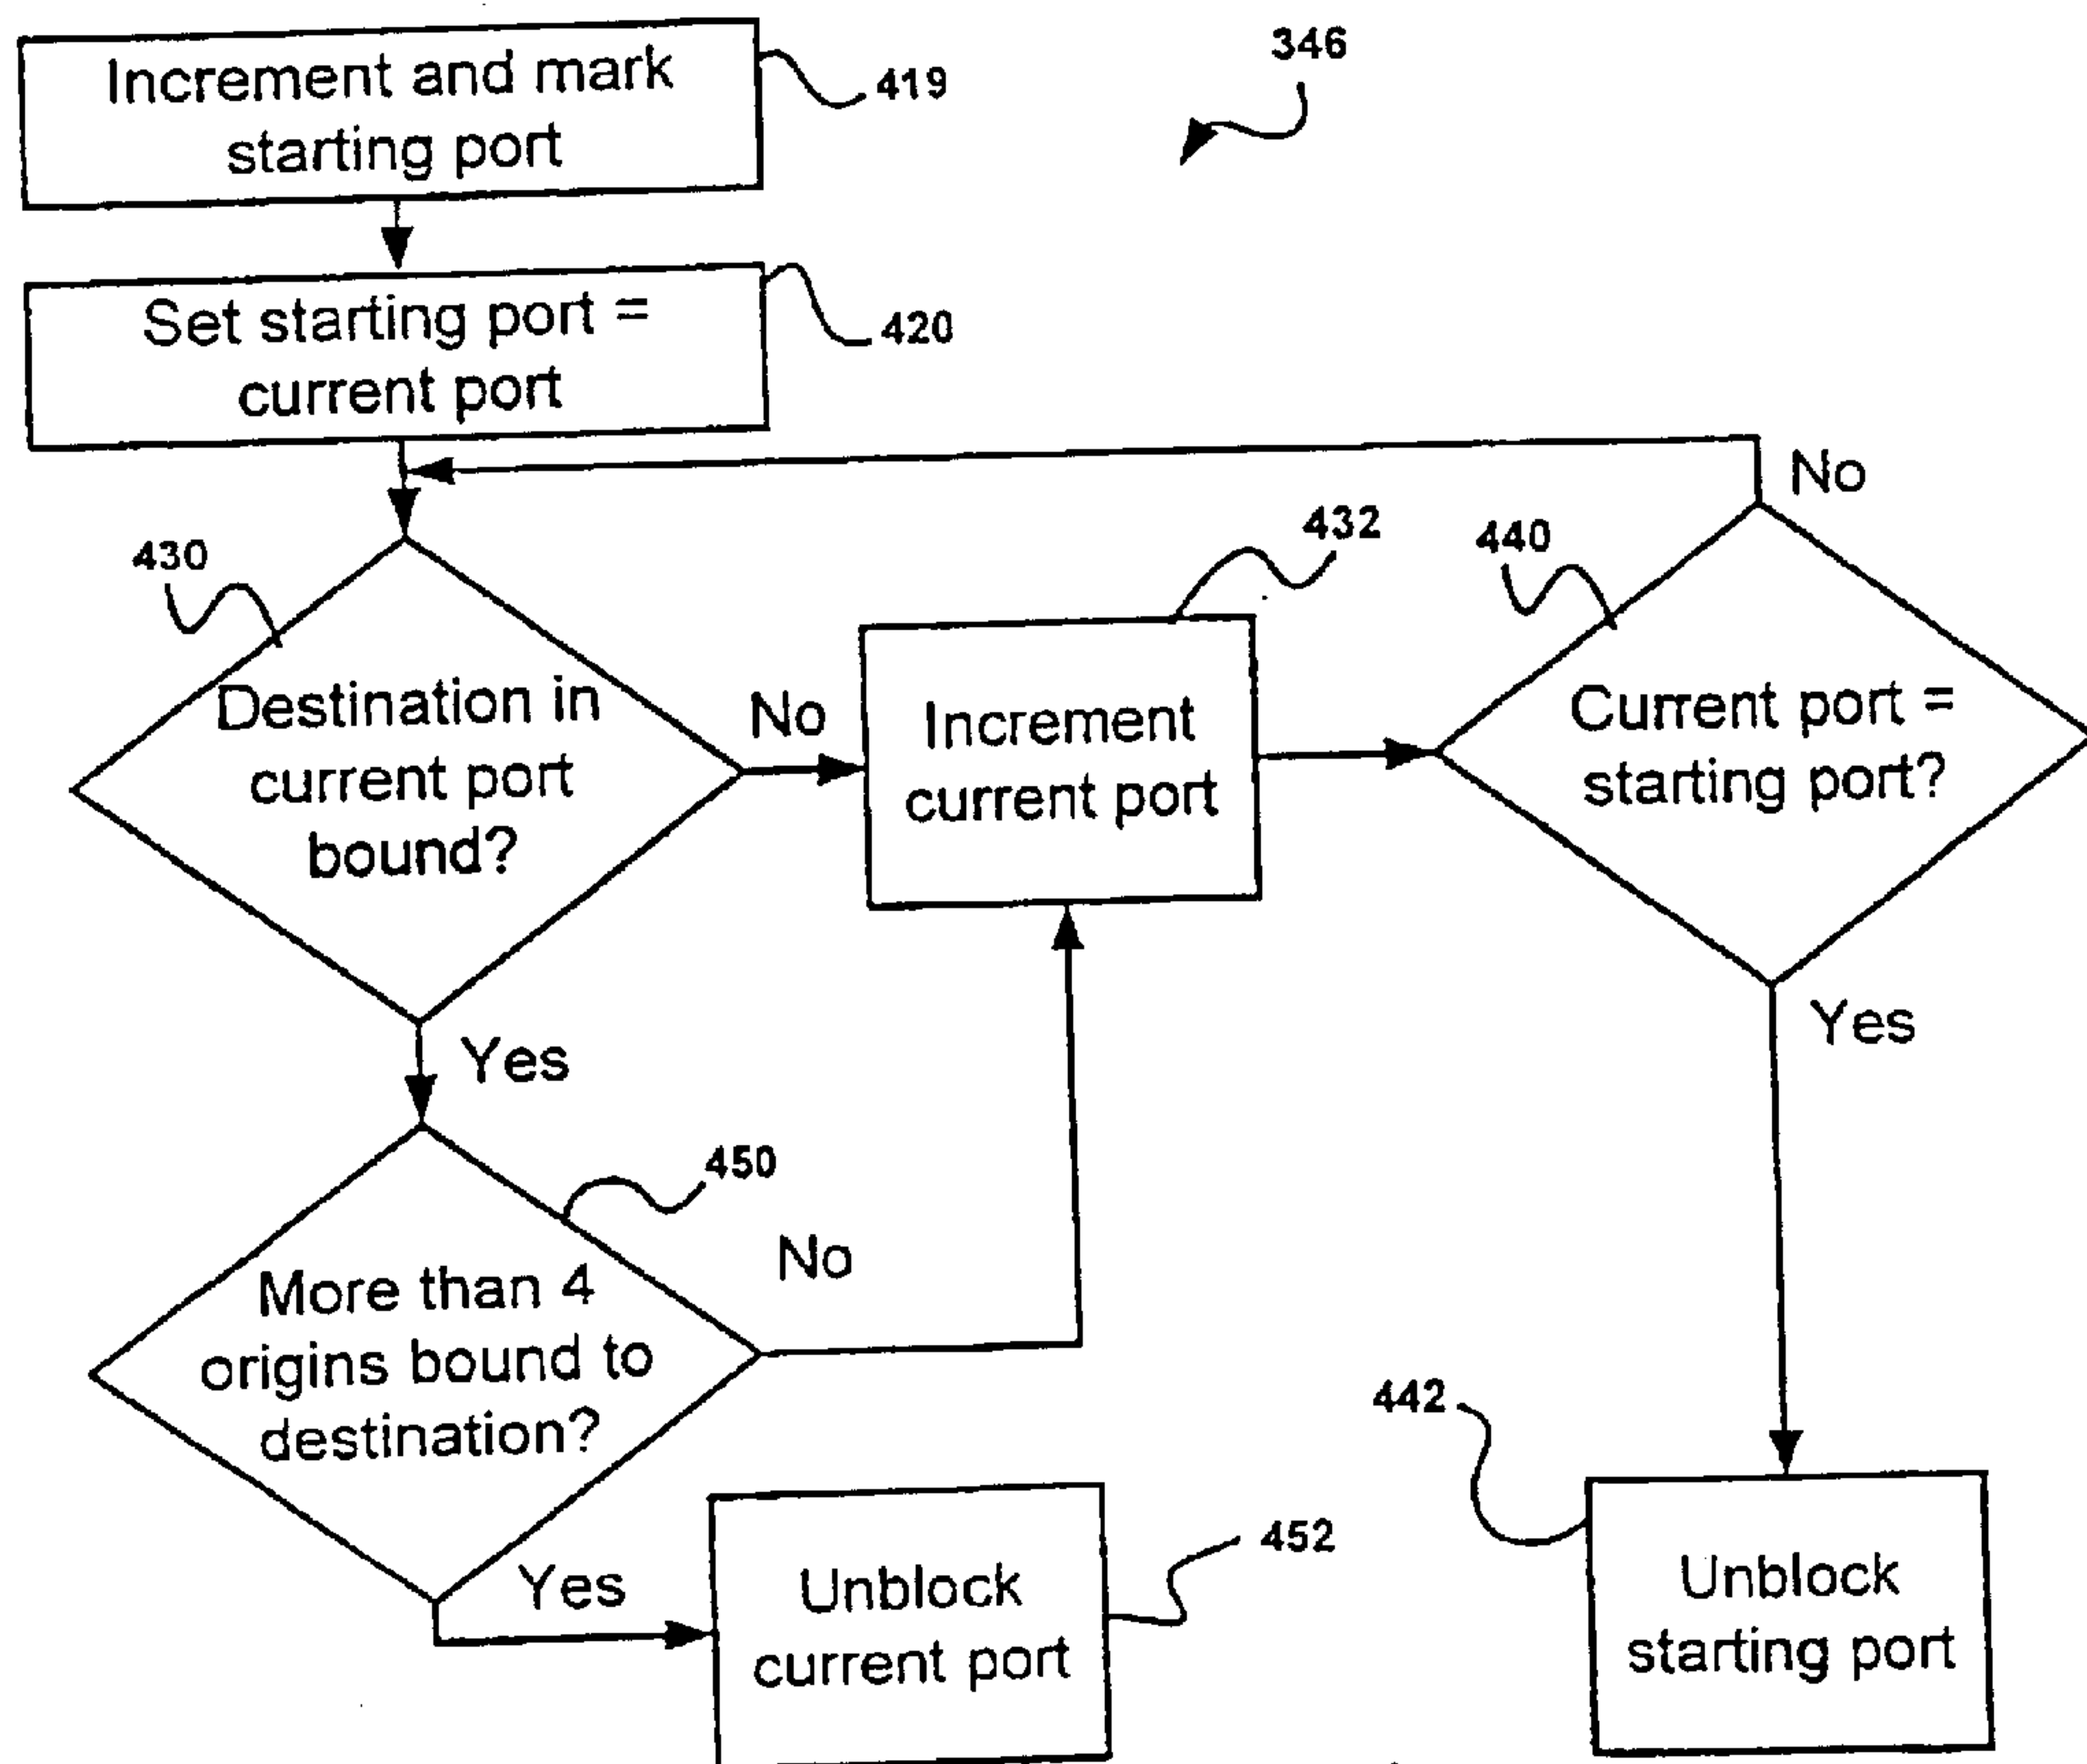 Increment and mark
starting port
419
346
Set starting port =
current port
420
No
430
432
440
Destination in
current port
bound?
No
Increment
current port
Current port =
starting port?
Yes
Yes
450
More than 4
origins bound to
destination?
No
442
452
Yes
Unblock
current port
Unblock
starting port